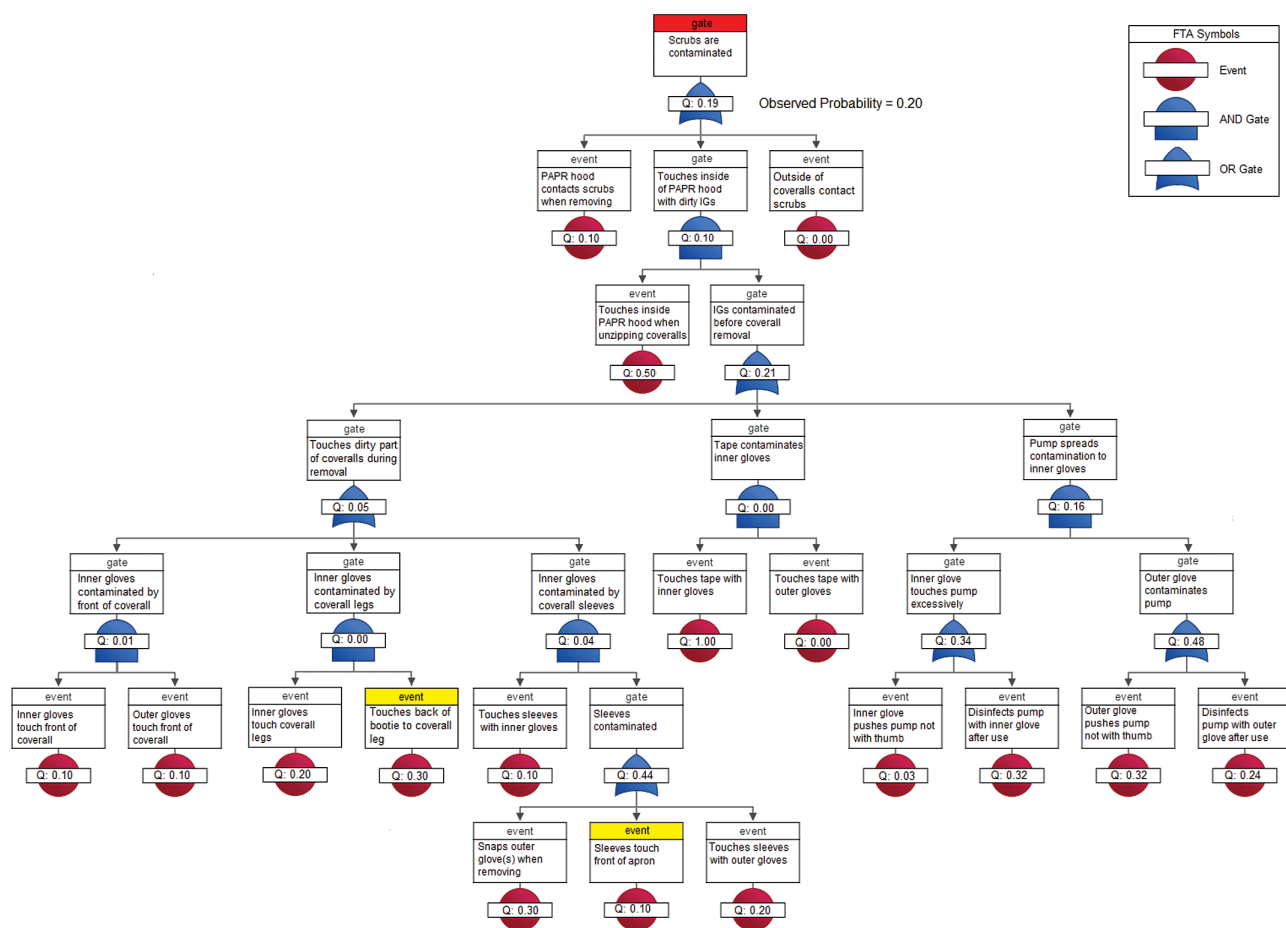 gate
Scrubs are
contaminated
Q: 0.19
Observed Probability = 0.20
FTA Symbols
Event
AND Gate
OR Gate
event
PAPR hood
contacts scrubs
when removing
Q: 0.10
gate
Touches inside
of PAPR hood
with dirty IGs
Q: 0.10
event
Outside of
coveralls contact
scrubs
Q: 0.00
event
Touches inside
PAPR hood when
unzipping coveralls
Q: 0.50
gate
IGs contaminated
before coverall
removal
Q: 0.21
gate
Touches dirty part
of coveralls during
removal
Q: 0.05
gate
Tape contaminates
inner gloves
Q: 0.00
gate
Pump spreads
contamination to
inner gloves
Q: 0.16
gate
Inner gloves
contaminated by
front of coverall
Q: 0.01
gate
Inner gloves
contaminated by
coverall legs
Q: 0.00
gate
Inner gloves
contaminated by
coverall sleeves
Q: 0.04
event
Touches tape with
inner gloves
Q: 1.00
event
Touches tape with
outer gloves
Q: 0.00
gate
Inner glove
touches pump
excessively
Q: 0.34
gate
Outer glove
contaminates
pump
Q: 0.48
event
Inner gloves
touch front of
coverall
Q: 0.10
event
Outer gloves
touch front of
coverall
Q: 0.10
event
Inner gloves
touch coverall
legs
Q: 0.20
event
Touches back of
bootie to coverall
leg
Q: 0.30
event
Touches sleeves
with inner gloves
Q: 0.10
gate
Sleeves
contaminated
Q: 0.44
event
Inner glove
pushes pump not
with thumb
Q: 0.03
event
Disinfects pump
with inner glove
after use
Q: 0.32
event
Outer glove
pushes pump
not with thumb
Q: 0.32
event
Disinfects
pump with outer
glove after use
Q: 0.24
event
Snaps outer
glove(s) when
removing
Q: 0.30
event
Sleeves touch
front of apron
Q: 0.10
event
Touches sleeves
with outer gloves
Q: 0.20